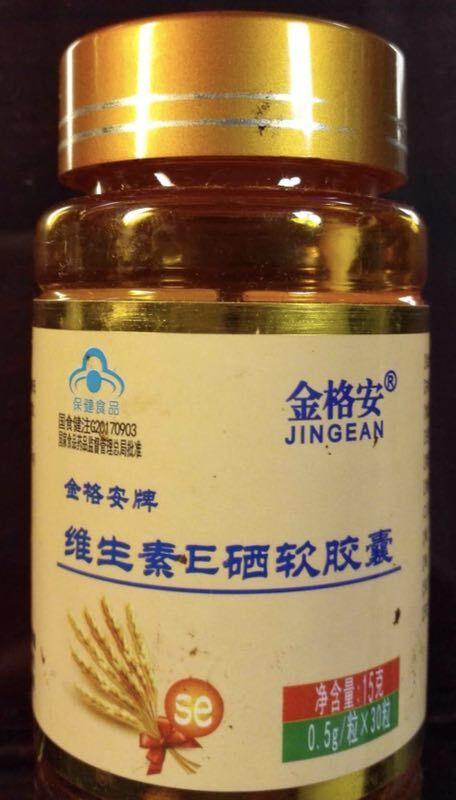 保健食品
国食健注G20170903
国家食品药品监督管理总局批准
金格安®
JINGEAN
金格安牌
维生素E硒软胶囊
se
净含量:15克
0.5g/粒×30粒